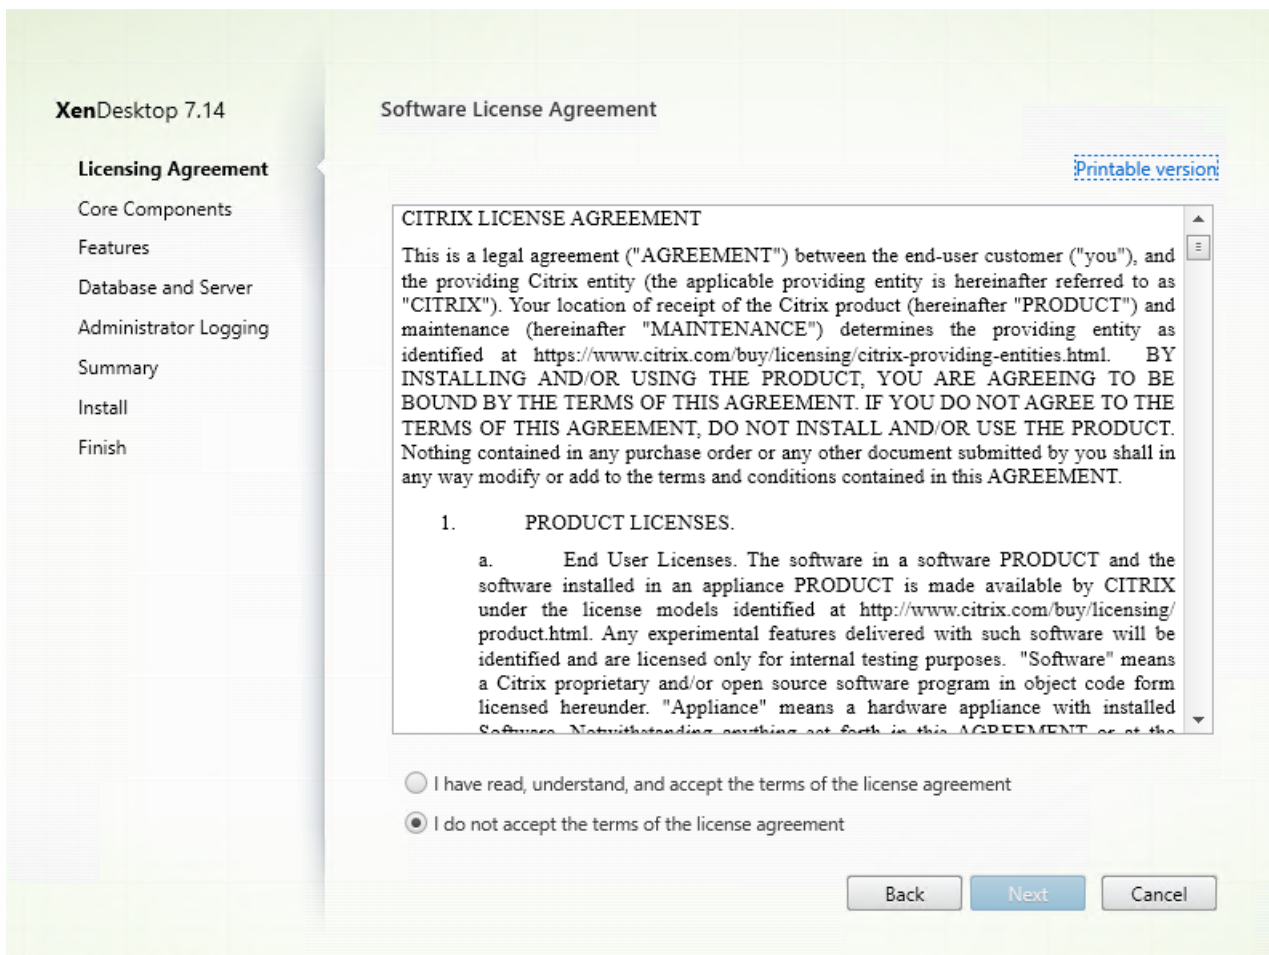 XenDesktop 7.14
Licensing Agreement
Core Components
Features
Database and Server
Administrator Logging
Summary
Install
Finish
Software License Agreement
Printable version
CITRIX LICENSE AGREEMENT
This is a legal agreement ("AGREEMENT") between the end-user customer ("you"), and
the providing Citrix entity (the applicable providing entity is hereinafter referred to as
"CITRIX"). Your location of receipt of the Citrix product (hereinafter "PRODUCT") and
maintenance (hereinafter "MAINTENANCE") determines the providing entity as
identified at https://www.citrix.com/buy/licensing/citrix-providing-entities.html. BY
INSTALLING AND/OR USING THE PRODUCT, YOU ARE AGREEING TO BE
BOUND BY THE TERMS OF THIS AGREEMENT. IF YOU DO NOT AGREE TO THE
TERMS OF THIS AGREEMENT, DO NOT INSTALL AND/OR USE THE PRODUCT.
Nothing contained in any purchase order or any other document submitted by you shall in
any way modify or add to the terms and conditions contained in this AGREEMENT.
1. PRODUCT LICENSES.
a. End User Licenses. The software in a software PRODUCT and the
software installed in an appliance PRODUCT is made available by CITRIX
under the license models identified at http://www.citrix.com/buy/licensing/
product.html. Any experimental features delivered with such software will be
identified and are licensed only for internal testing purposes. "Software" means
a Citrix proprietary and/or open source software program in object code form
licensed hereunder. "Appliance" means a hardware appliance with installed
Software. Notwithstanding anything set forth in this AGREEMENT or at the
I have read, understand, and accept the terms of the license agreement
I do not accept the terms of the license agreement
Back
Next
Cancel